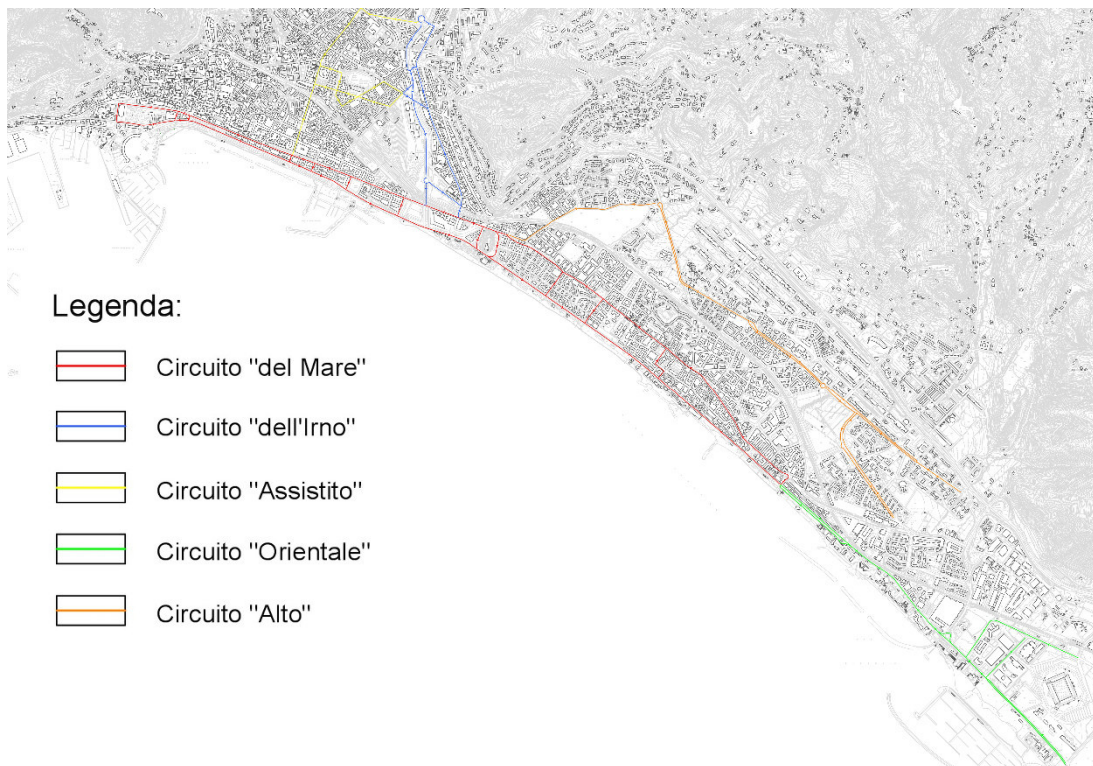 Legenda:
Circuito "del Mare"
Circuito "dell'Irno"
Circuito "Assistito"
Circuito "Orientale"
Circuito "Alto"